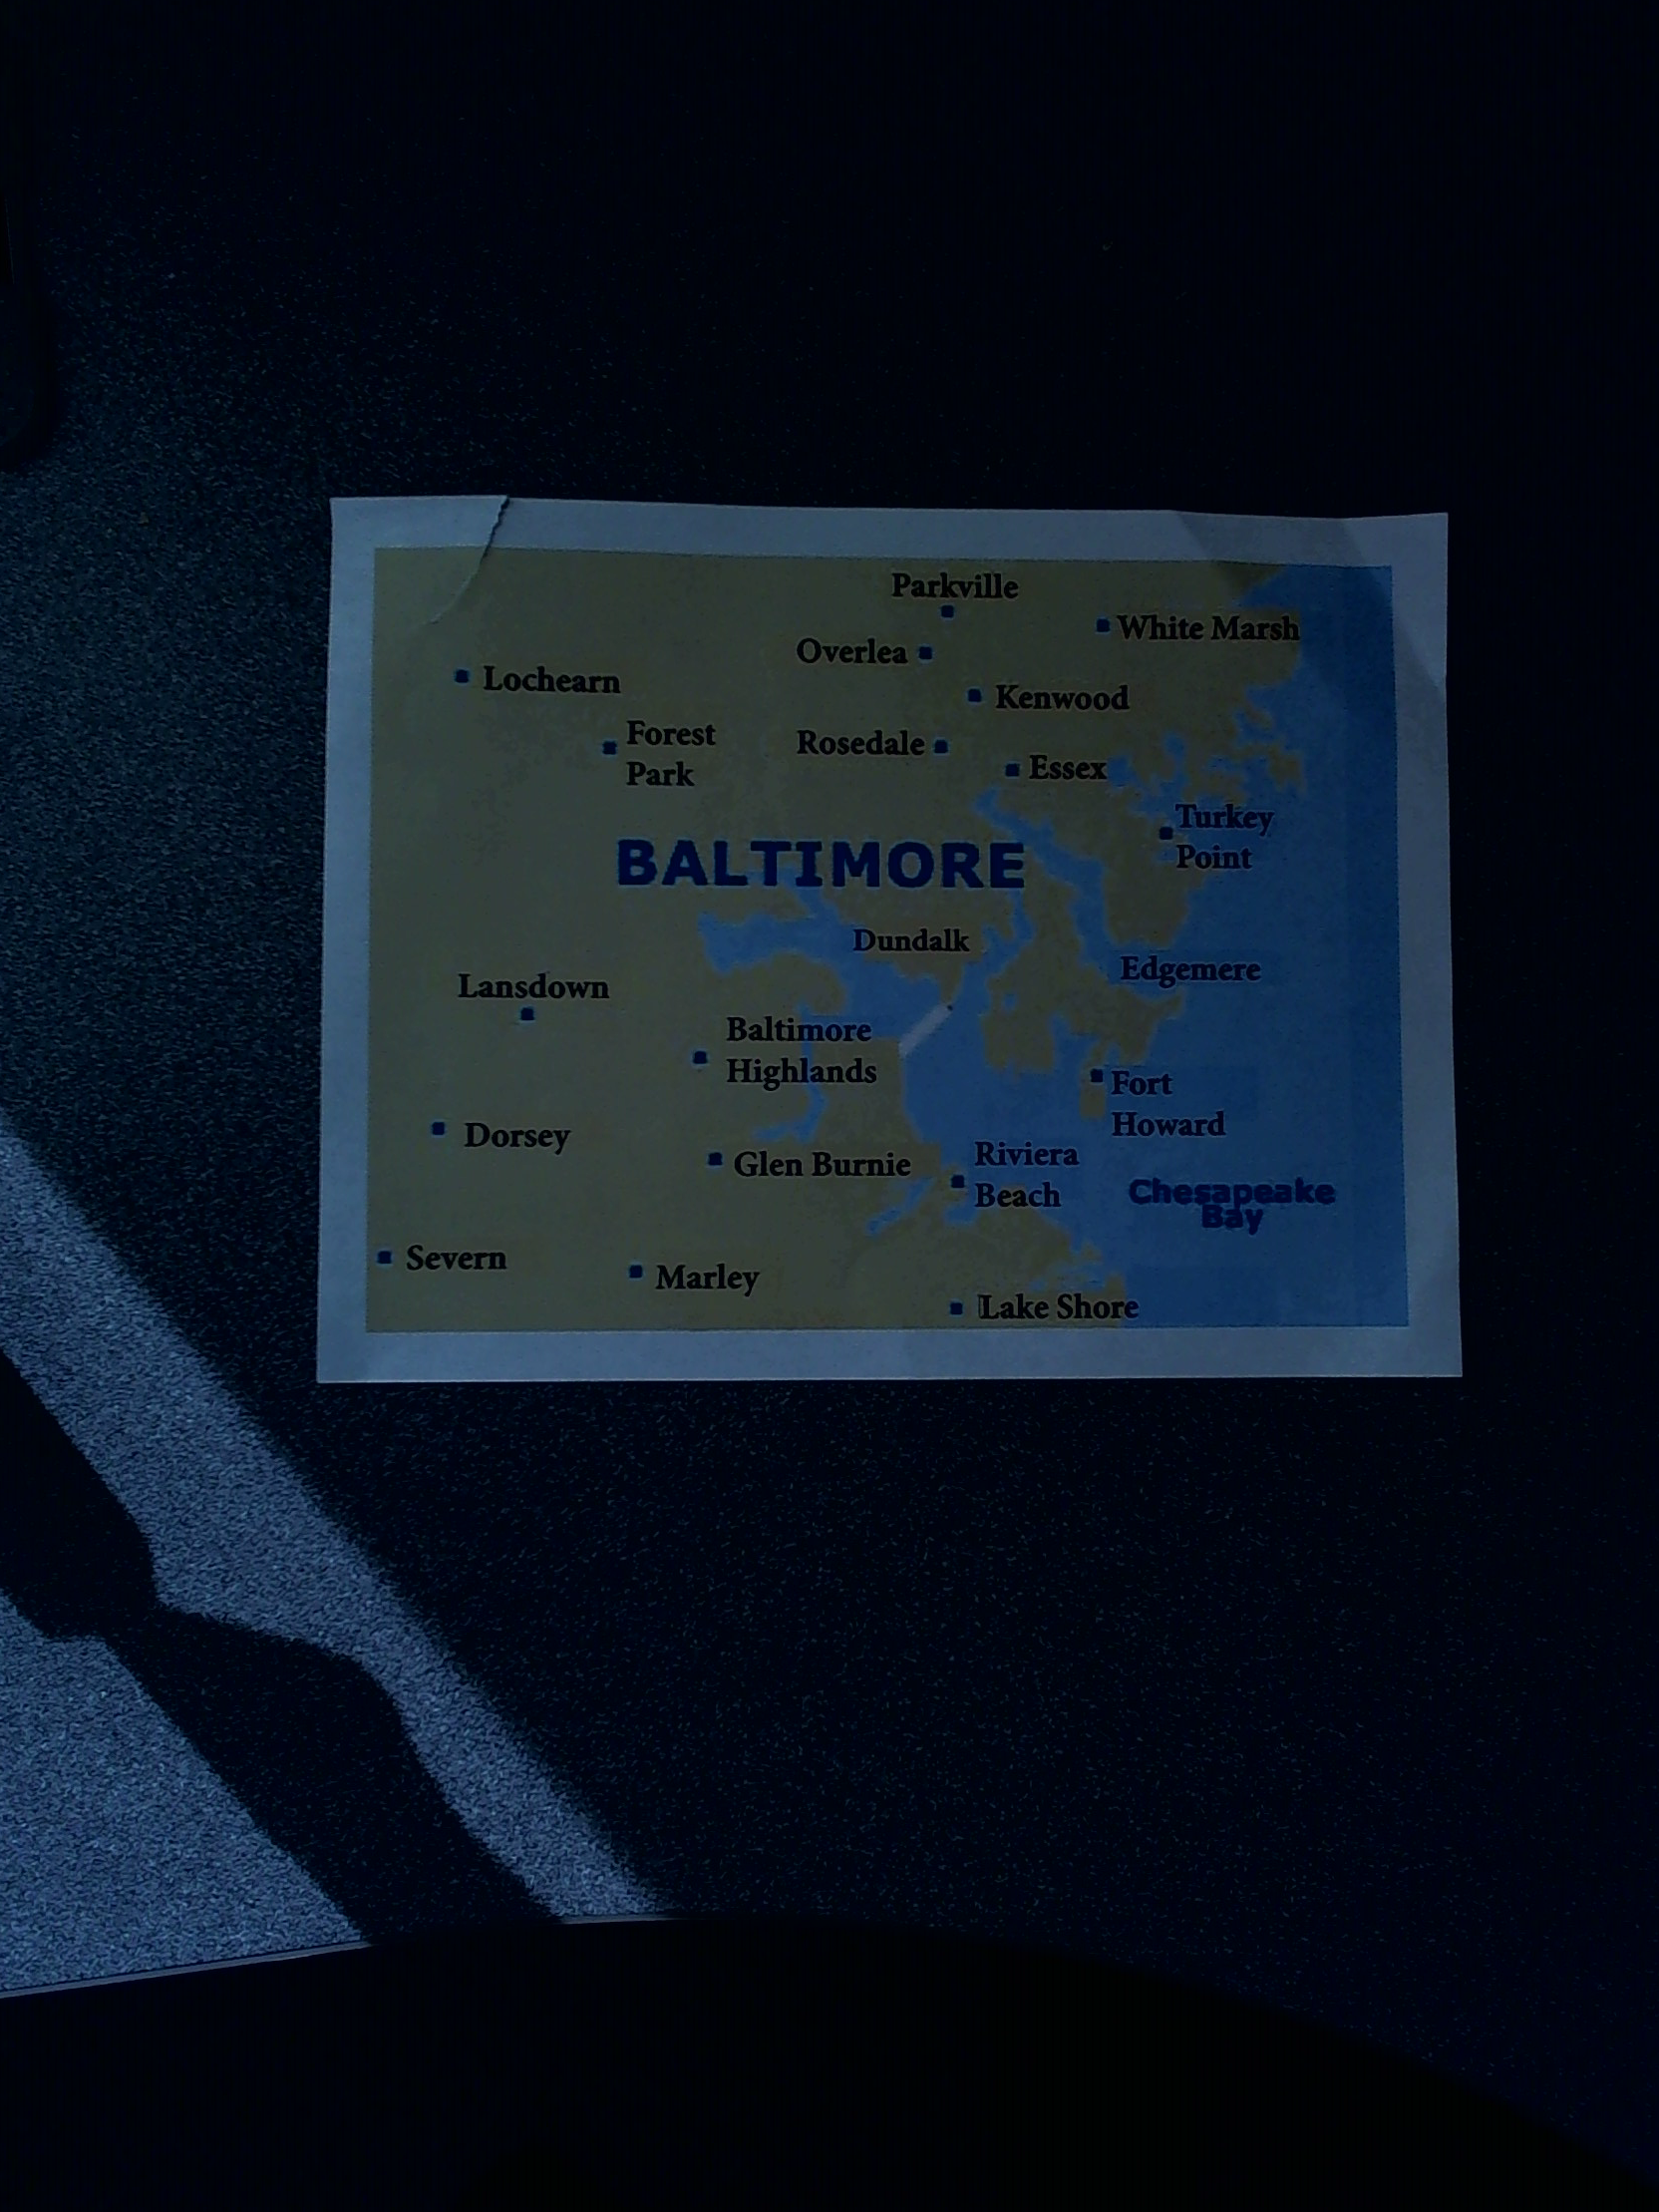 Parkville
White Marsh
Overlea
Lochearn
Kenwood
Forest
Park
Rosedale
Essex
Turkey
Point
BALTIMORE
Dundalk
Edgemere
Lansdown
Baltimore
Highlands
Fort
Howard
Dorsey
Glen Burnie
Riviera
Beach
Chesapeake
Bay
Severn
Marley
Lake Shore